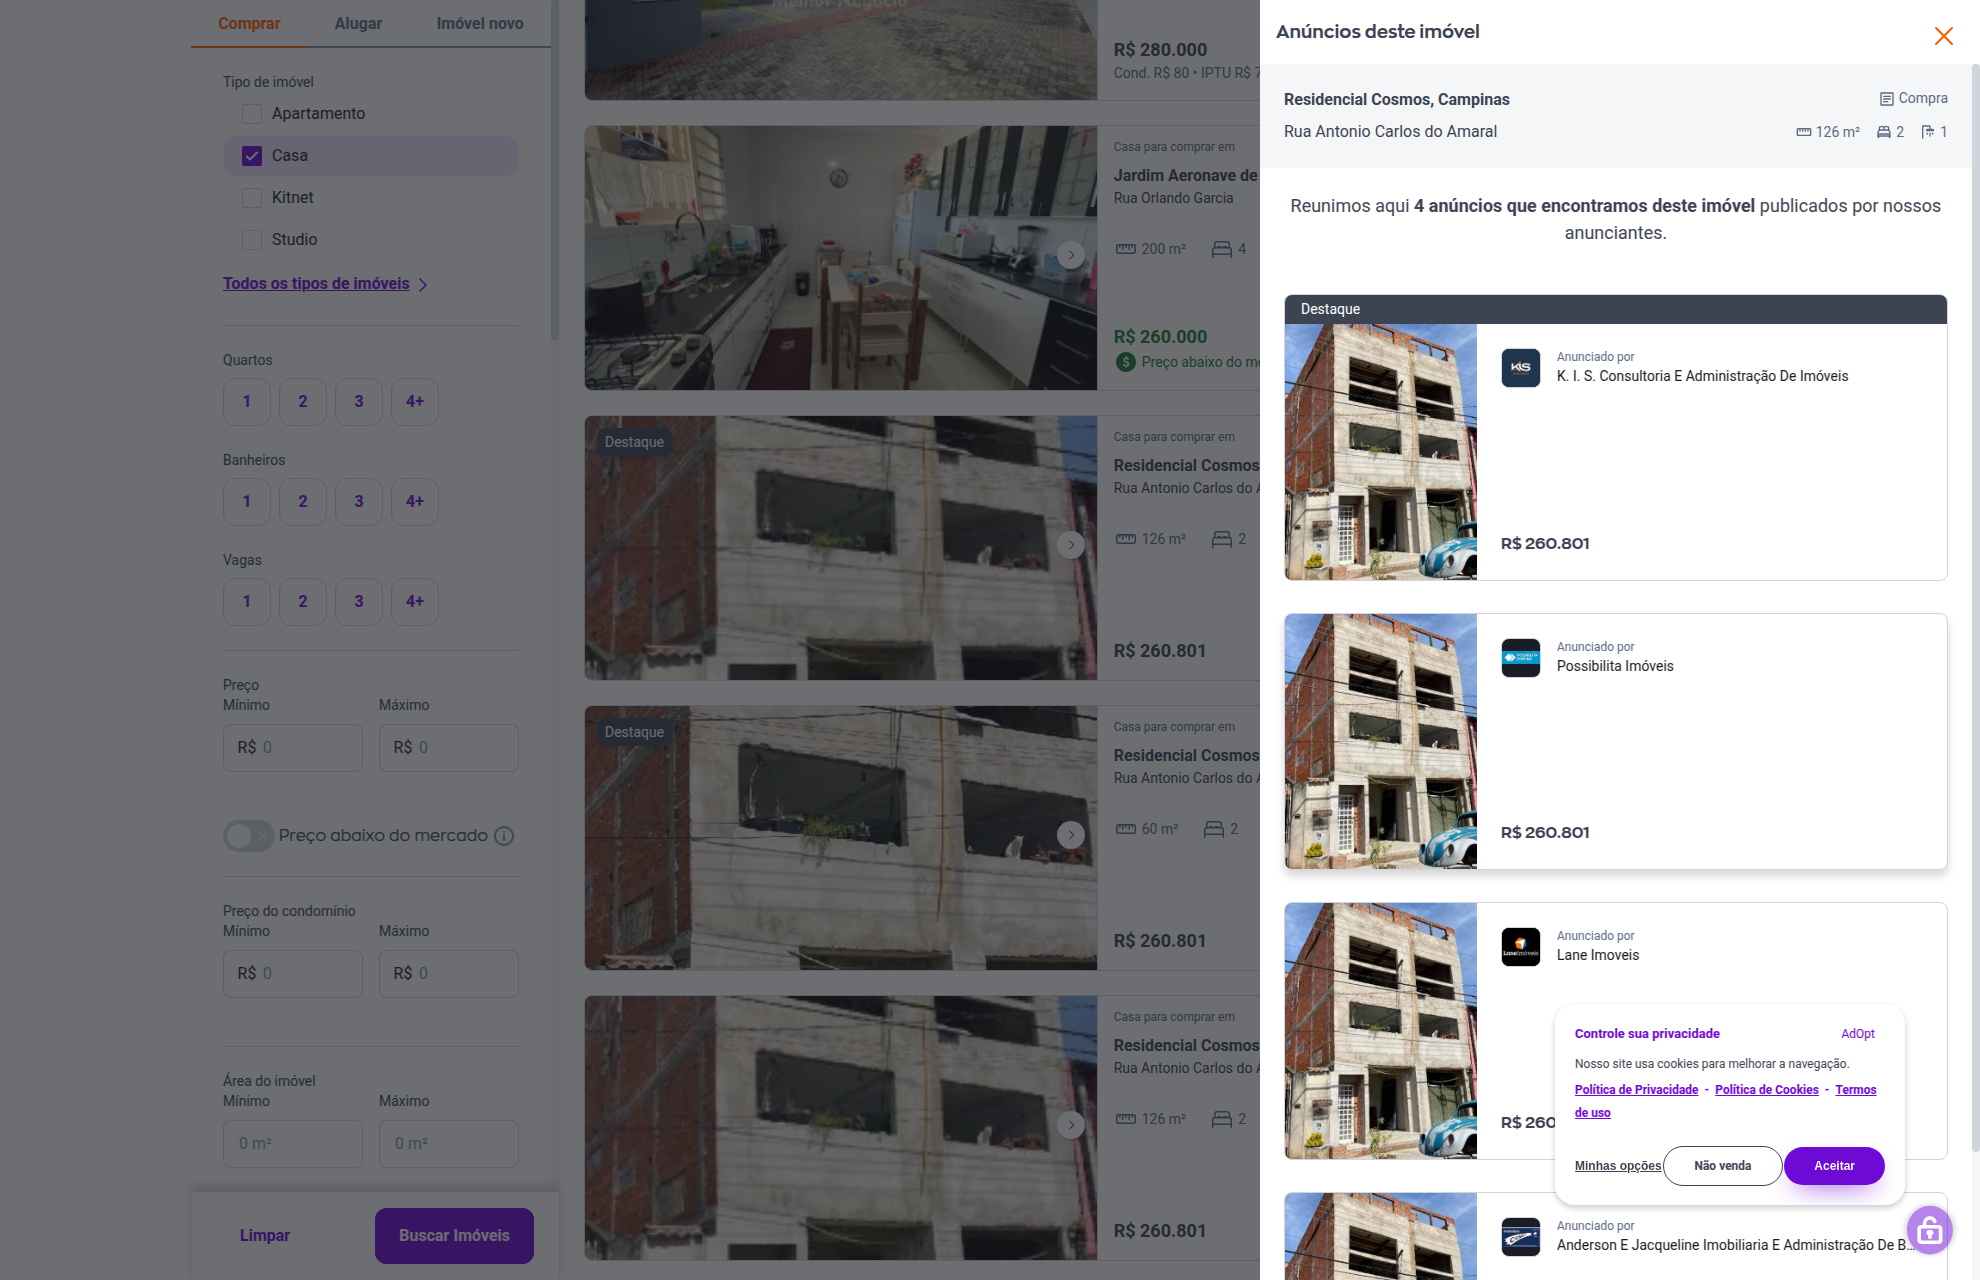 Comprar
Alugar
Imóvel novo
Tipo de imóvel
Apartamento
Casa
Kitnet
Studio
Todos os tipos de imóveis
Quartos
1 2 3 4+
Banheiros
1 2 3 4+
Vagas
1 2 3 4+
Preço
Mínimo
Máximo
R$ 0
R$ 0
Preço abaixo do mercado
Preço do condomínio
Mínimo
Máximo
R$ 0
R$ 0
Área do imóvel
Mínimo
Máximo
0 m²
0 m²
Limpar
Buscar Imóveis
Melhor Negócio
R$ 280.000
Cond. R$ 80 • IPTU R$ 7
Casa para comprar em
Jardim Aeronave de
Rua Orlando Garcia
200 m² 4
R$ 260.000
Preço abaixo do me
Destaque
Casa para comprar em
Residencial Cosmos
Rua Antonio Carlos do A
126 m² 2
R$ 260.801
Destaque
Casa para comprar em
Residencial Cosmos
Rua Antonio Carlos do A
60 m² 2
R$ 260.801
Casa para comprar em
Residencial Cosmos
Rua Antonio Carlos do A
126 m² 2
R$ 260.801
Anúncios deste imóvel
Residencial Cosmos, Campinas
Compra
Rua Antonio Carlos do Amaral
126 m² 2 1
Reunimos aqui 4 anúncios que encontramos deste imóvel publicados por nossos
anunciantes.
Destaque
KIS
Anunciado por
K. I. S. Consultoria E Administração De Imóveis
R$ 260.801
Anunciado por
Possibilita Imóveis
R$ 260.801
Anunciado por
Lane Imoveis
R$ 260
Anunciado por
Anderson E Jacqueline Imobiliaria E Administração De B...
Controle sua privacidade
AdOpt
Nosso site usa cookies para melhorar a navegação.
Política de Privacidade - Política de Cookies - Termos
de uso
Minhas opções
Não venda
Aceitar